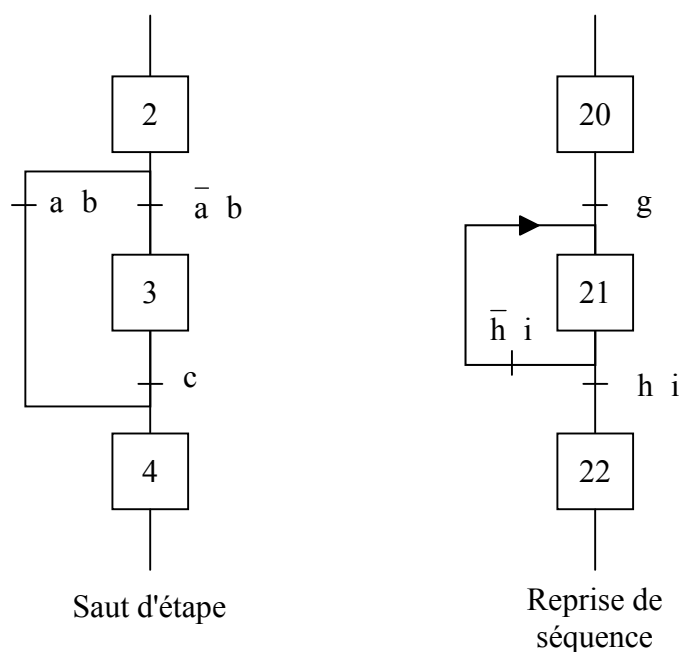 2
a b
a̅ b
3
c
4
Saut d'étape
20
g
21
h̅ i
h i
22
Reprise de
séquence